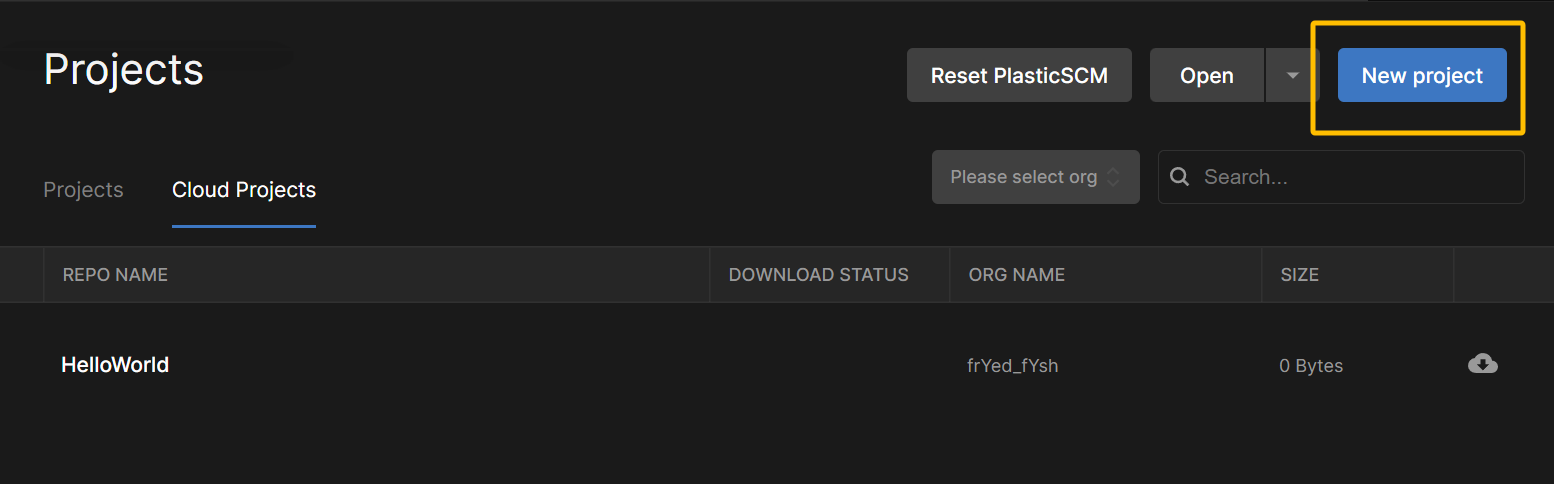 Projects
Reset PlasticSCM
Open
New project
Projects
Cloud Projects
Please select org
Search...
REPO NAME
DOWNLOAD STATUS
ORG NAME
SIZE
HelloWorld
frYed_fYsh
0 Bytes